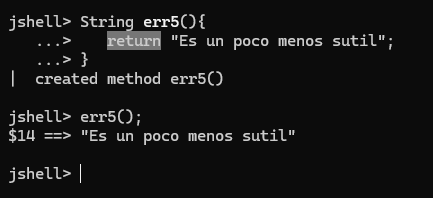 jshell> String err5(){
   ...>    return "Es un poco menos sutil";
   ...> }
|  created method err5()
jshell> err5();
$14 ==> "Es un poco menos sutil"
jshell>